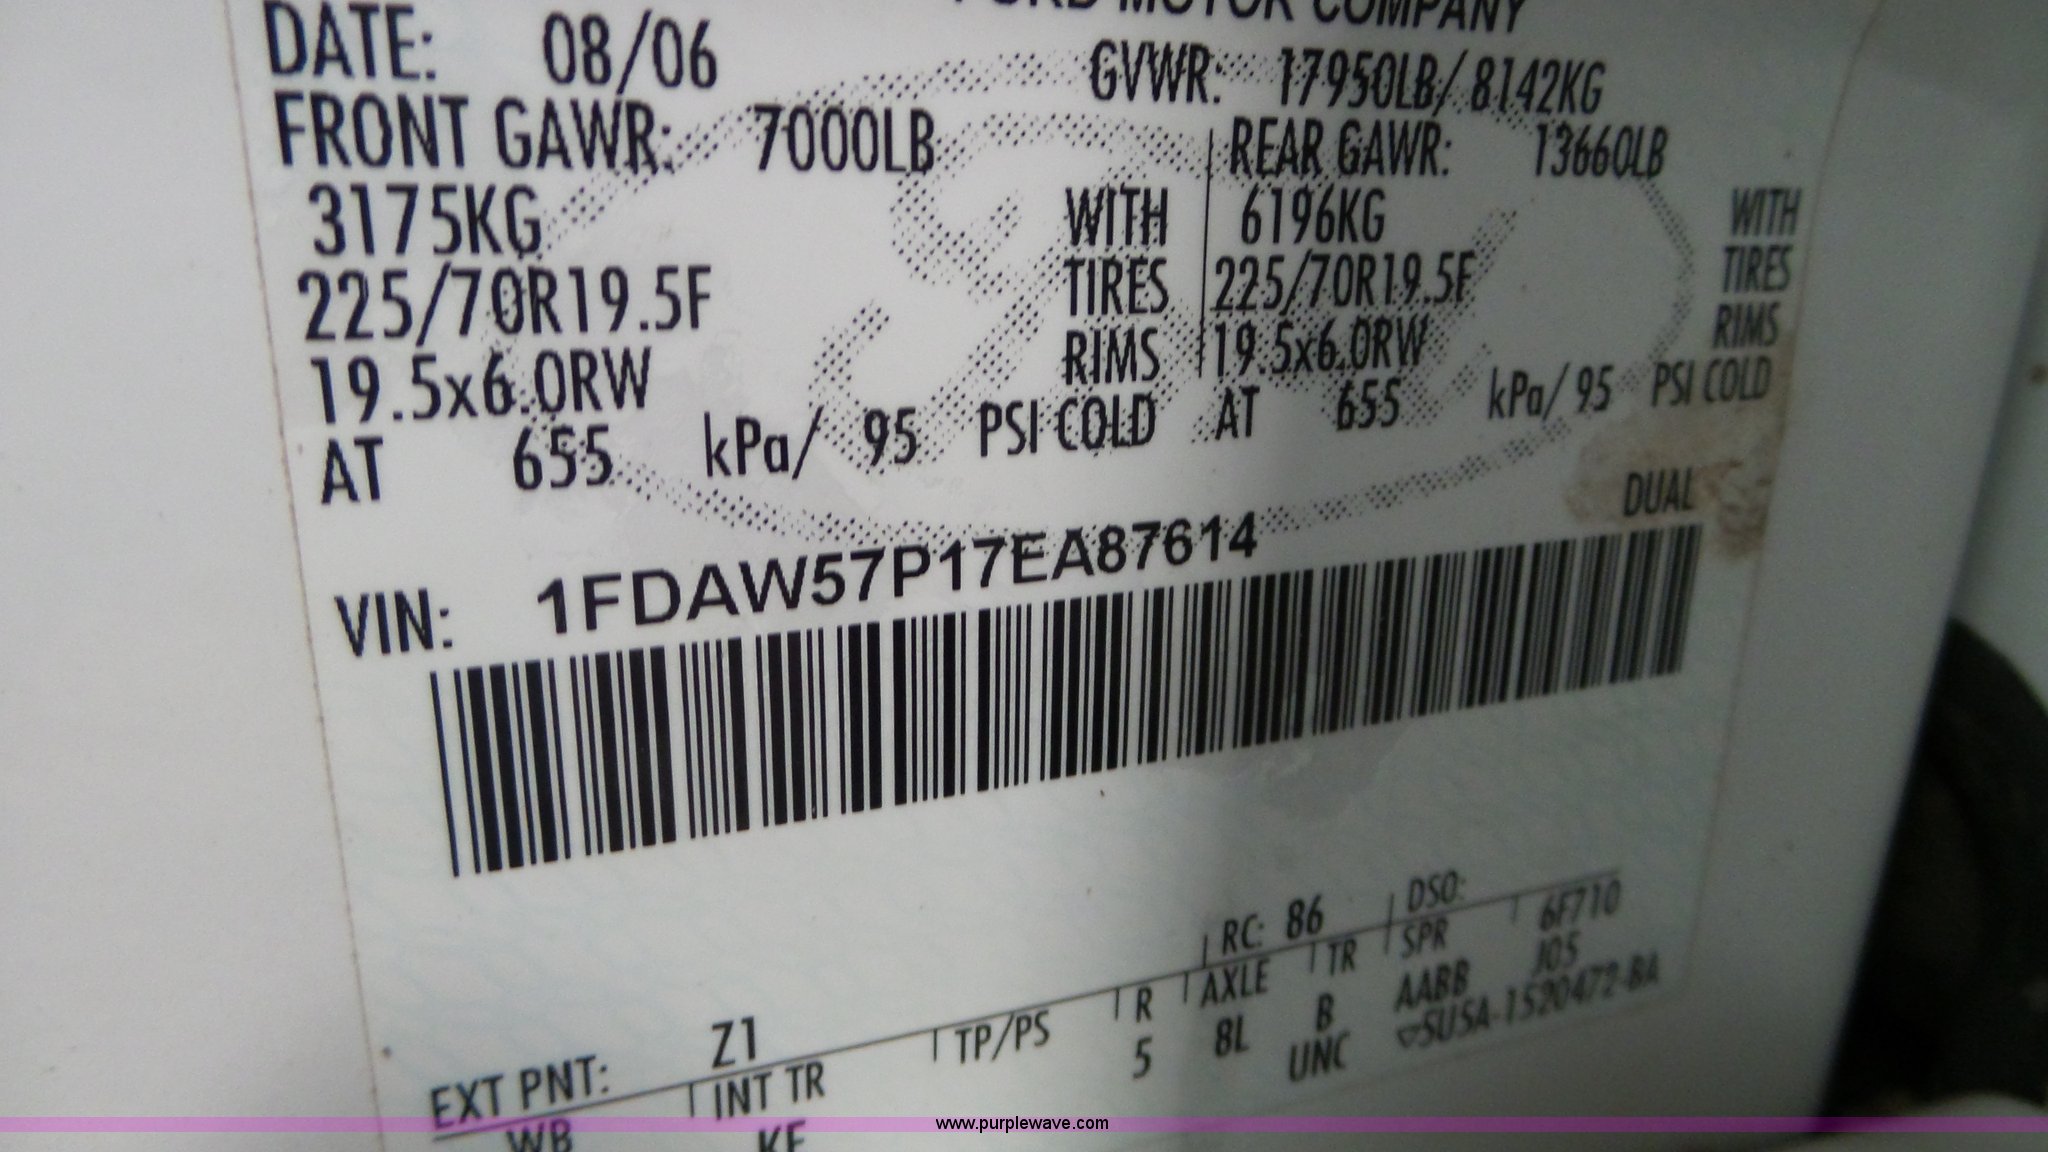 FORD MOTOR COMPANY
DATE: 08/06 GVWR: 17950LB/ 8142KG
FRONT GAWR: 7000LB REAR GAWR: 13660LB
3175KG WITH 6196KG WITH
225/70R19.5F TIRES 225/70R19.5F TIRES
19.5x6.0RW RIMS 19.5x6.0RW RIMS
AT 655 kPa/ 95 PSI COLD AT 655 kPa/ 95 PSI COLD
DUAL
VIN: 1FDAW57P17EA87614
EXT PNT: Z1 RC: 86 DSO:
WB INT TR TP/PS R AXLE TR SPR 6F710
KE 5 8L B AABB J05
UNC 5USA-1520472-BA
www.purplewave.com